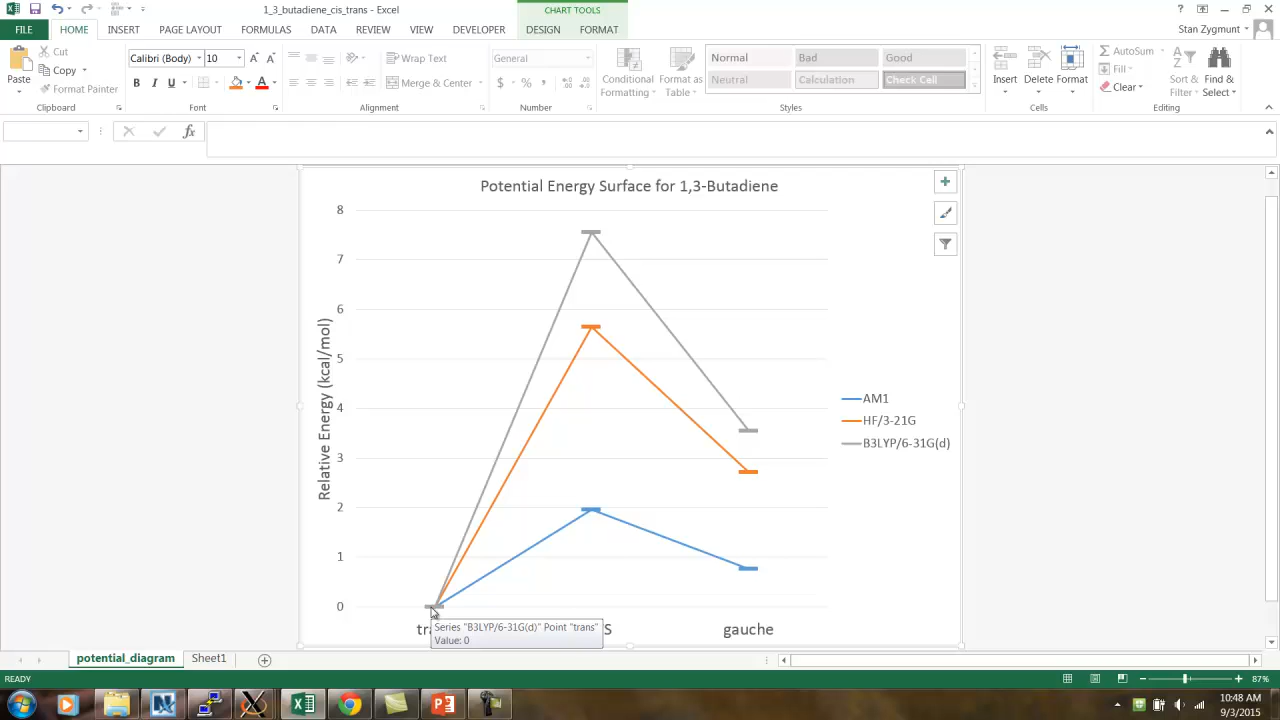 1_3_butadiene_cis_trans - Excel
CHART TOOLS
FILE HOME INSERT PAGE LAYOUT FORMULAS DATA REVIEW VIEW DEVELOPER DESIGN FORMAT Stan Zygmunt
Paste
Cut
Copy
Format Painter
Clipboard
Calibri (Body) 10
B I U
Font
Wrap Text
Merge & Center
Alignment
General
$ % ,
Number
Conditional Formatting
Format as Table
Normal Bad Good
Neutral Calculation Check Cell
Styles
Insert Delete Format
Cells
AutoSum
Fill
Clear
Sort & Filter
Find & Select
Editing
fx
Potential Energy Surface for 1,3-Butadiene
8
7
6
5
4
3
2
1
0
Relative Energy (kcal/mol)
AM1
HF/3-21G
B3LYP/6-31G(d)
tra S gauche
Series "B3LYP/6-31G(d)" Point "trans"
Value: 0
potential_diagram Sheet1
READY 87%
10:48 AM
9/3/2015